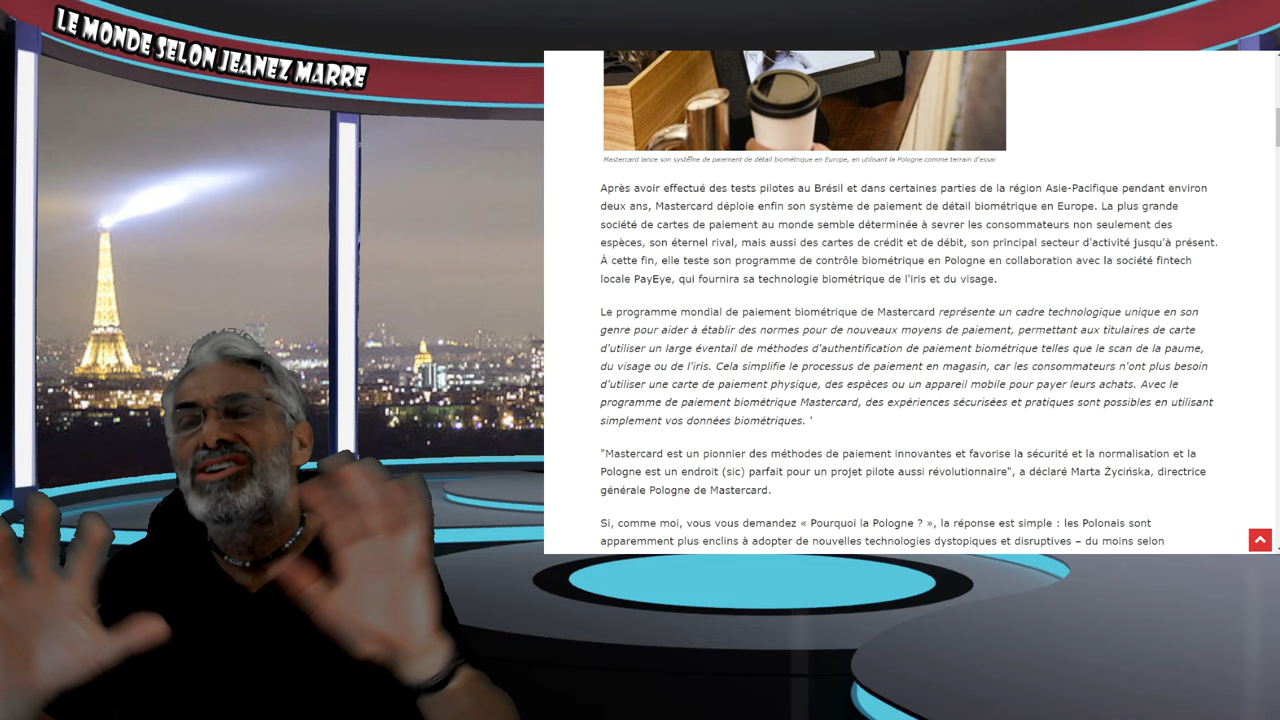 LE MONDE SELON JEANEZ MARRE
Mastercard lance son système de paiement de détail biométrique en Europe, en utilisant la Pologne comme terrain d'essai
Après avoir effectué des tests pilotes au Brésil et dans certaines parties de la région Asie-Pacifique pendant environ
deux ans, Mastercard déploie enfin son système de paiement de détail biométrique en Europe. La plus grande
société de cartes de paiement au monde semble déterminée à sevrer les consommateurs non seulement des
espèces, son éternel rival, mais aussi des cartes de crédit et de débit, son principal secteur d'activité jusqu'à présent.
À cette fin, elle teste son programme de contrôle biométrique en Pologne en collaboration avec la société fintech
locale PayEye, qui fournira sa technologie biométrique de l'iris et du visage.
Le programme mondial de paiement biométrique de Mastercard représente un cadre technologique unique en son
genre pour aider à établir des normes pour de nouveaux moyens de paiement, permettant aux titulaires de carte
d'utiliser un large éventail de méthodes d'authentification de paiement biométrique telles que le scan de la paume,
du visage ou de l'iris. Cela simplifie le processus de paiement en magasin, car les consommateurs n'ont plus besoin
d'utiliser une carte de paiement physique, des espèces ou un appareil mobile pour payer leurs achats. Avec le
programme de paiement biométrique Mastercard, des expériences sécurisées et pratiques sont possibles en utilisant
simplement vos données biométriques. '
"Mastercard est un pionnier des méthodes de paiement innovantes et favorise la sécurité et la normalisation et la
Pologne est un endroit (sic) parfait pour un projet pilote aussi révolutionnaire", a déclaré Marta Życińska, directrice
générale Pologne de Mastercard.
Si, comme moi, vous vous demandez « Pourquoi la Pologne ? », la réponse est simple : les Polonais sont
apparemment plus enclins à adopter de nouvelles technologies dystopiques et disruptives – du moins selon